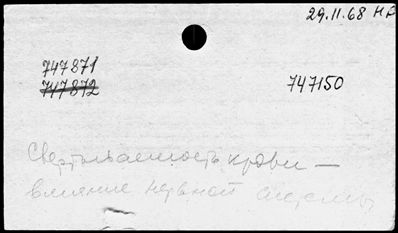 29.11.68 НР
747871
747872 747150
Свертываемость крови –
влияние нервной системы